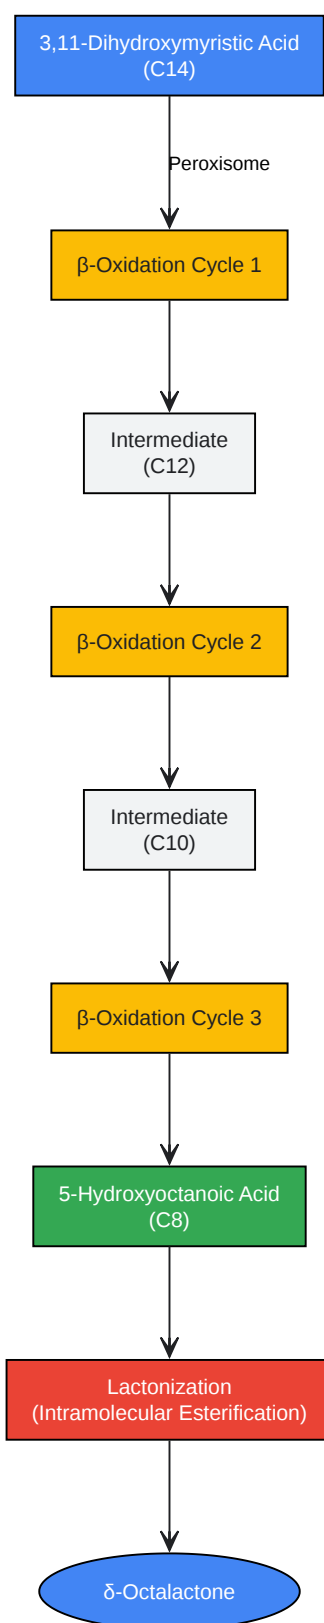 3,11-Dihydroxymyristic Acid
(C14)
Peroxisome
β-Oxidation Cycle 1
Intermediate
(C12)
β-Oxidation Cycle 2
Intermediate
(C10)
β-Oxidation Cycle 3
5-Hydroxyoctanoic Acid
(C8)
Lactonization
(Intramolecular Esterification)
δ-Octalactone